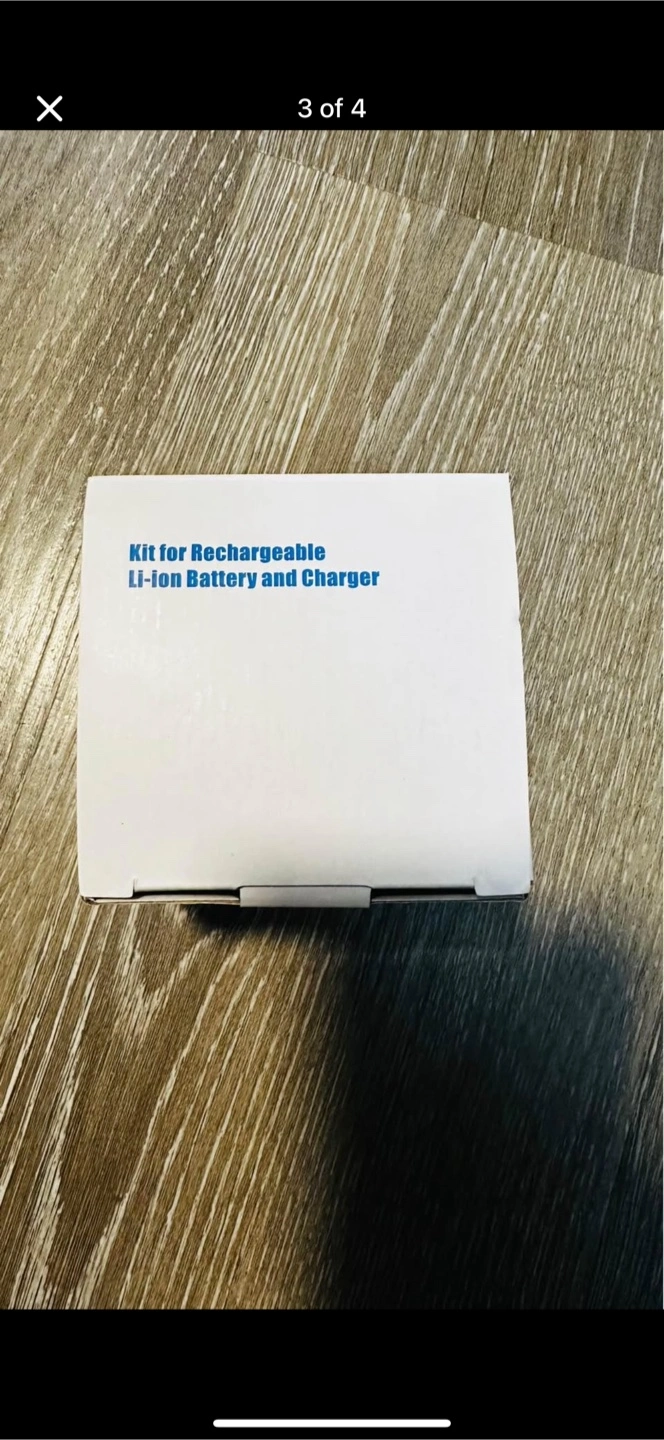 3 of 4
Kit for Rechargeable
Li-ion Battery and Charger